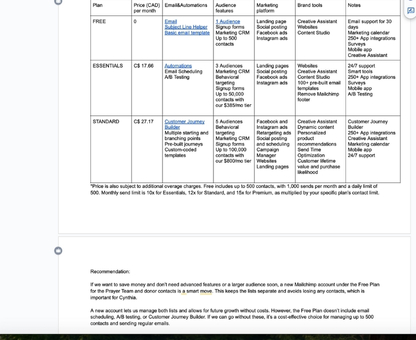 Plan Price (CAD) per month Email&Automations Audience features Marketing platform Brand tools Notes
FREE 0 Email
Subject Line Helper
Basic email template
1 Audience
Signup forms
Marketing CRM
Up to 500
contacts
Landing page
Social posting
Facebook ads
Instagram ads
Creative Assistant
Websites
Content Studio
Email support for 30
days
Marketing calendar
250+ App integrations
Surveys
Mobile app
Creative Assistant
ESSENTIALS C$ 17.66 Automations
Email Scheduling
A/B Testing
3 Audiences
Marketing CRM
Behavioral
targeting
Signup forms
Up to 50,000
contacts with
our $385/mo tier
Landing pages
Social posting
Facebook ads
Instagram ads
Websites
Creative Assistant
Content Studio
100+ pre-built email
templates
Remove Mailchimp
footer
24/7 support
Smart tools
250+ App integrations
Surveys
Marketing calendar
Mobile app
A/B Testing
STANDARD C$ 27.17 Customer Journey
Builder
Multiple starting and
branching points
Pre-built journeys
Custom-coded
templates
5 Audiences
Behavioral
targeting
Signup forms
Marketing CRM
Up to 100,000
contacts with
our $800/mo tier
Facebook and
Instagram ads
Retargeting ads
Social posting
and scheduling
Campaign
Manager
Websites
Landing pages
Creative Assistant
Dynamic content
Personalized
product
recommendations
Send Time
Optimization
Customer lifetime
value and purchase
likelihood
Customer Journey
Builder
250+ App integrations
Creative Assistant
Surveys
Marketing calendar
Mobile app
24/7 support
*Price is also subject to additional overage charges. Free includes up to 500 contacts, with 1,000 sends per month and a daily limit of
500. Monthly send limit is 10x for Essentials, 12x for Standard, and 15x for Premium, as multiplied by your specific plan's contact limit.
Recommendation:
If we want to save money and don't need advanced features or a larger audience soon, a new Mailchimp account under the Free Plan
for the Prayer Team and donor contacts is a smart move. This keeps the lists separate and avoids losing any contacts, which is
important for Cynthia.
A new account lets us manage both lists and allows for future growth without costs. However, the Free Plan doesn't include email
scheduling, A/B testing, or Customer Journey Builder. If we can go without these, it's a cost-effective choice for managing up to 500
contacts and sending regular emails.